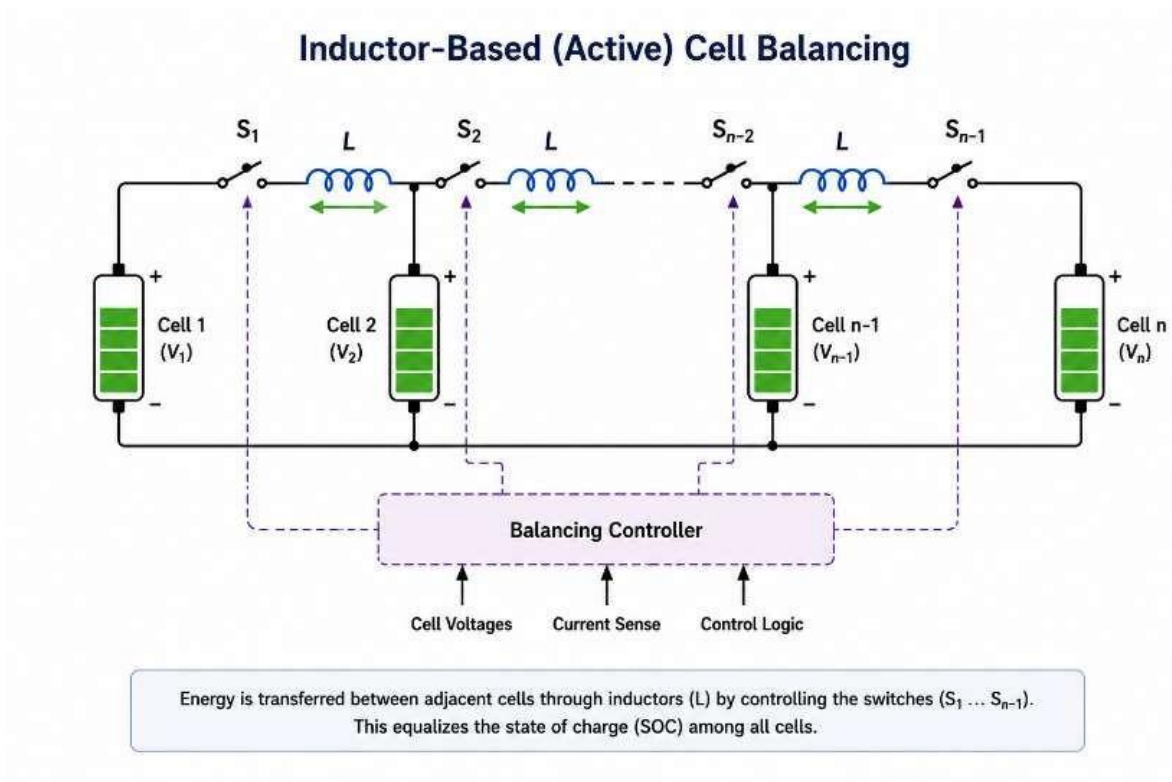 Inductor-Based (Active) Cell Balancing
S₁
L
S₂
L
Sₙ₋₂
L
Sₙ₋₁
+
+
+
+
Cell 1
(V₁)
Cell 2
(V₂)
Cell n-1
(Vₙ₋₁)
Cell n
(Vₙ)
−
−
−
−
Balancing Controller
Cell Voltages
Current Sense
Control Logic
Energy is transferred between adjacent cells through inductors (L) by controlling the switches (S₁ ... Sₙ₋₁).
This equalizes the state of charge (SOC) among all cells.